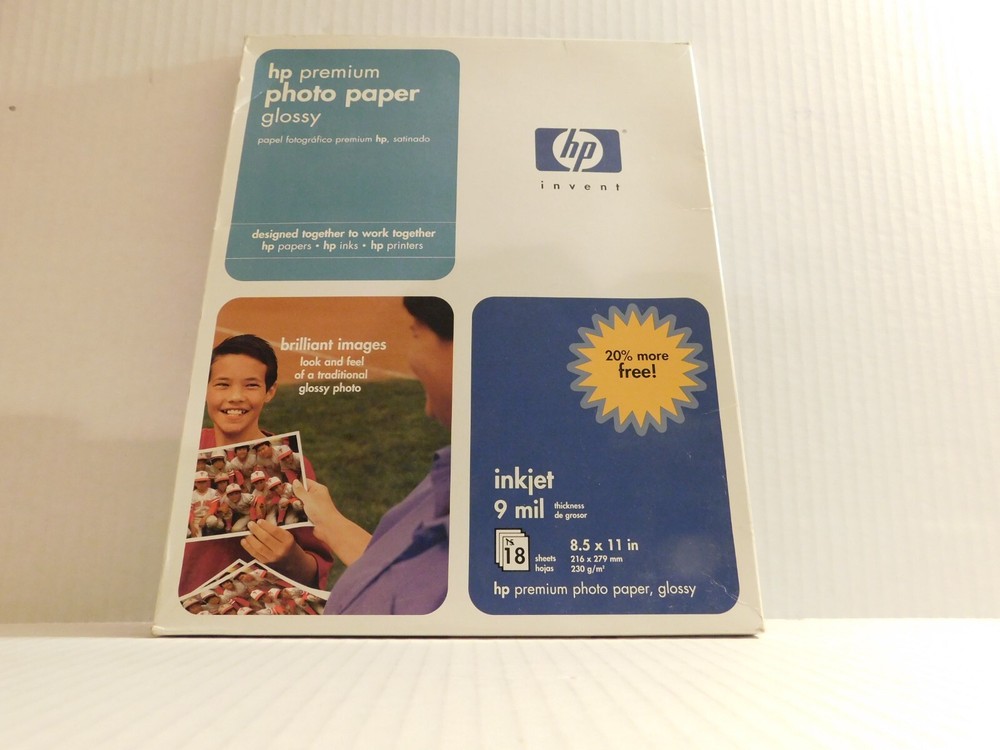 hp premium
photo paper
glossy
papel fotográfico premium hp, satinado
designed together to work together
hp papers • hp inks • hp printers
hp
invent
brilliant images
look and feel
of a traditional
glossy photo
20% more
free!
inkjet
9 mil thickness
de grosor
18 sheets
hojas
8.5 x 11 in
216 x 279 mm
230 g/m²
hp premium photo paper, glossy